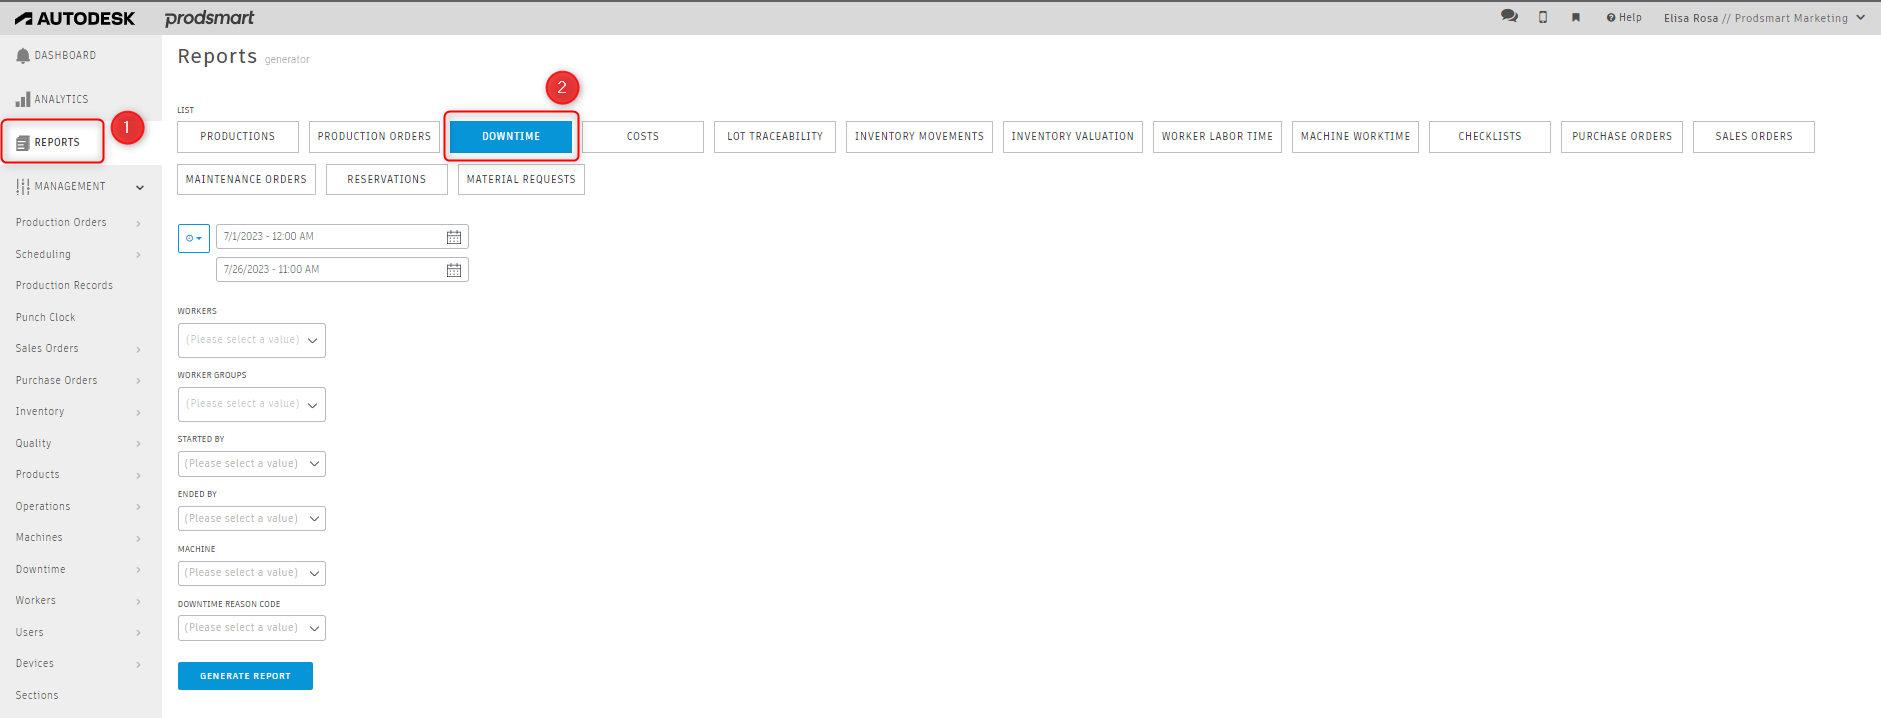 AUTODESK prodsmart Help Elisa Rosa // Prodsmart Marketing
DASHBOARD
ANALYTICS
1
REPORTS
MANAGEMENT
Production Orders
Scheduling
Production Records
Punch Clock
Sales Orders
Purchase Orders
Inventory
Quality
Products
Operations
Machines
Downtime
Workers
Users
Devices
Sections
Reports generator
2
LIST
PRODUCTIONS PRODUCTION ORDERS DOWNTIME COSTS LOT TRACEABILITY INVENTORY MOVEMENTS INVENTORY VALUATION WORKER LABOR TIME MACHINE WORKTIME CHECKLISTS PURCHASE ORDERS SALES ORDERS
MAINTENANCE ORDERS RESERVATIONS MATERIAL REQUESTS
7/1/2023 - 12:00 AM
7/26/2023 - 11:00 AM
WORKERS
(Please select a value)
WORKER GROUPS
(Please select a value)
STARTED BY
(Please select a value)
ENDED BY
(Please select a value)
MACHINE
(Please select a value)
DOWNTIME REASON CODE
(Please select a value)
GENERATE REPORT